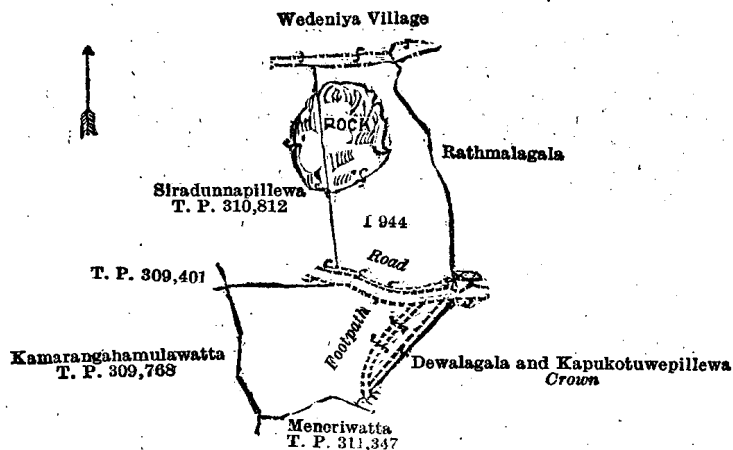 Wedeniya Village
ROCK
Rathmalagala
Siradunnapillewa
T. P. 310,812
I 944
Road
T. P. 309,401
Footpath
Kamarangahamulawatta
T. P. 309,768
Dewalagala and Kapukotuwepillewa
Crown
Meneriwatta
T. P. 311,347